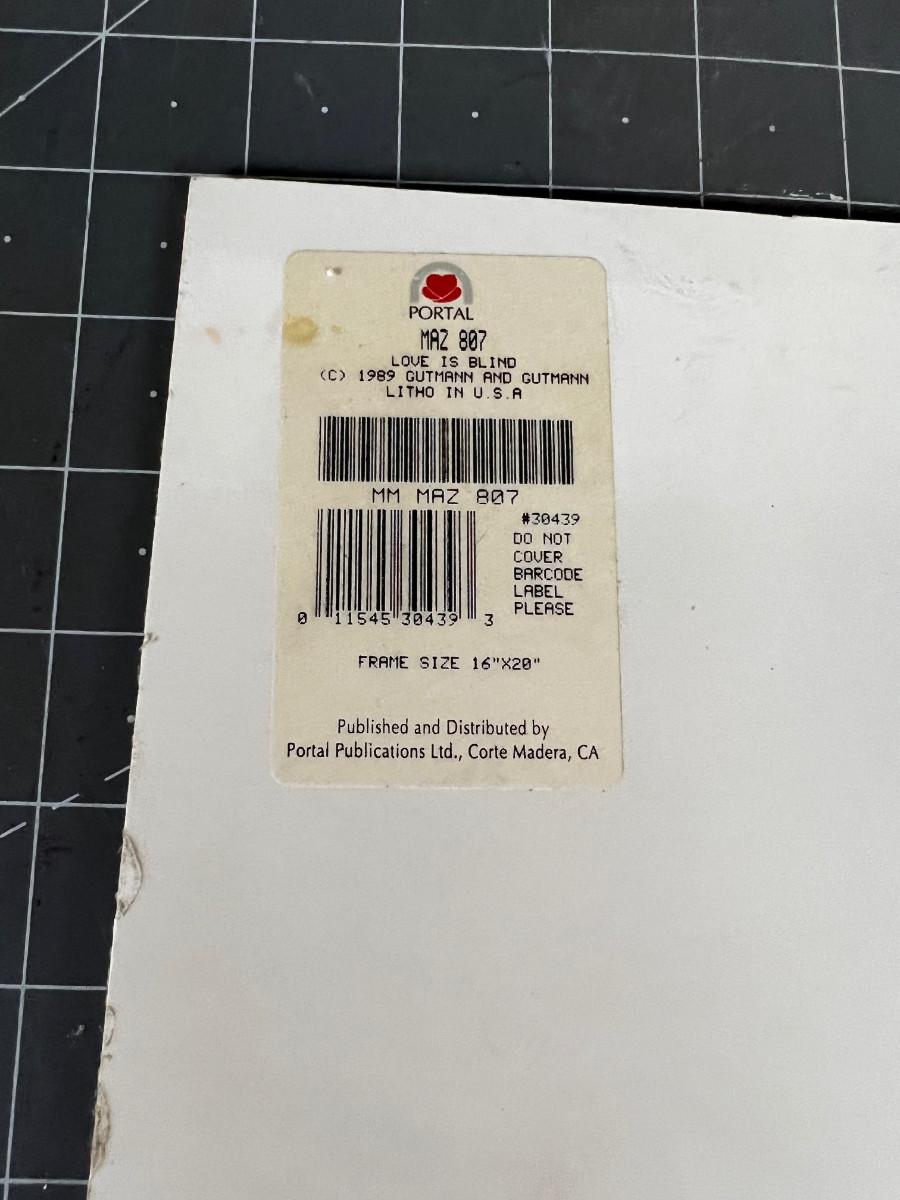 PORTAL
MAZ 807
LOVE IS BLIND
(C) 1989 GUTMANN AND GUTMANN
LITHO IN U.S.A
MM MAZ 807
#30439
DO NOT
COVER
BARCODE
LABEL
PLEASE
0 11545 30439 3
FRAME SIZE 16"X20"
Published and Distributed by
Portal Publications Ltd., Corte Madera, CA